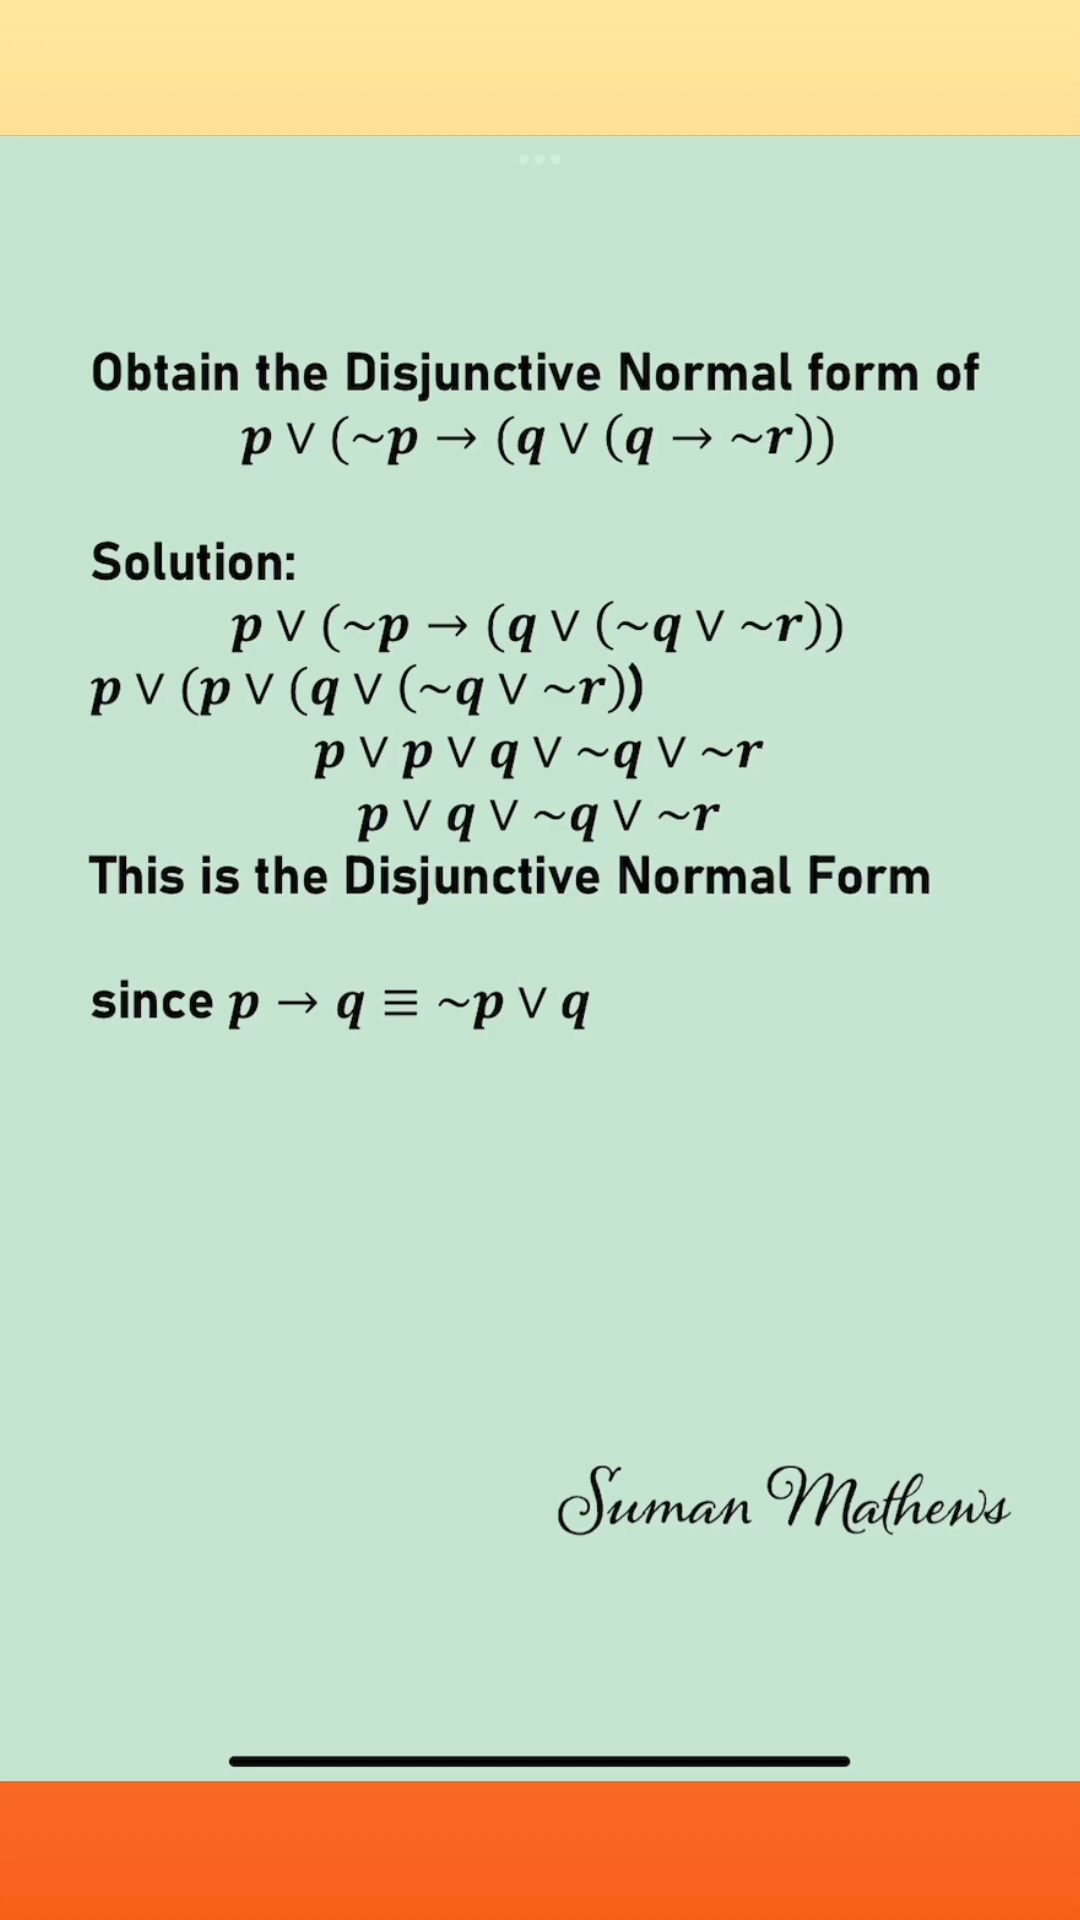 Obtain the Disjunctive Normal form of
p ∨ (~p → (q ∨ (q → ~r))
Solution:
p ∨ (~p → (q ∨ (~q ∨ ~r))
p ∨ (p ∨ (q ∨ (~q ∨ ~r))
p ∨ p ∨ q ∨ ~q ∨ ~r
p ∨ q ∨ ~q ∨ ~r
This is the Disjunctive Normal Form
since p → q ≡ ~p ∨ q
Suman Mathews